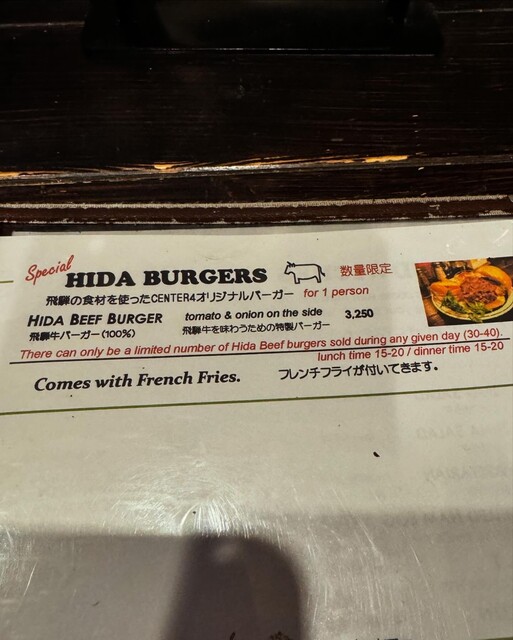 Special HIDA BURGERS 数量限定
飛騨の食材を使ったCENTER4オリジナルバーガー for 1 person
HIDA BEEF BURGER tomato & onion on the side 3,250
飛騨牛バーガー(100%) 飛騨牛を味わうための特製バーガー
There can only be a limited number of Hida Beef burgers sold during any given day (30-40).
lunch time 15-20 / dinner time 15-20
Comes with French Fries. フレンチフライが付いてきます。